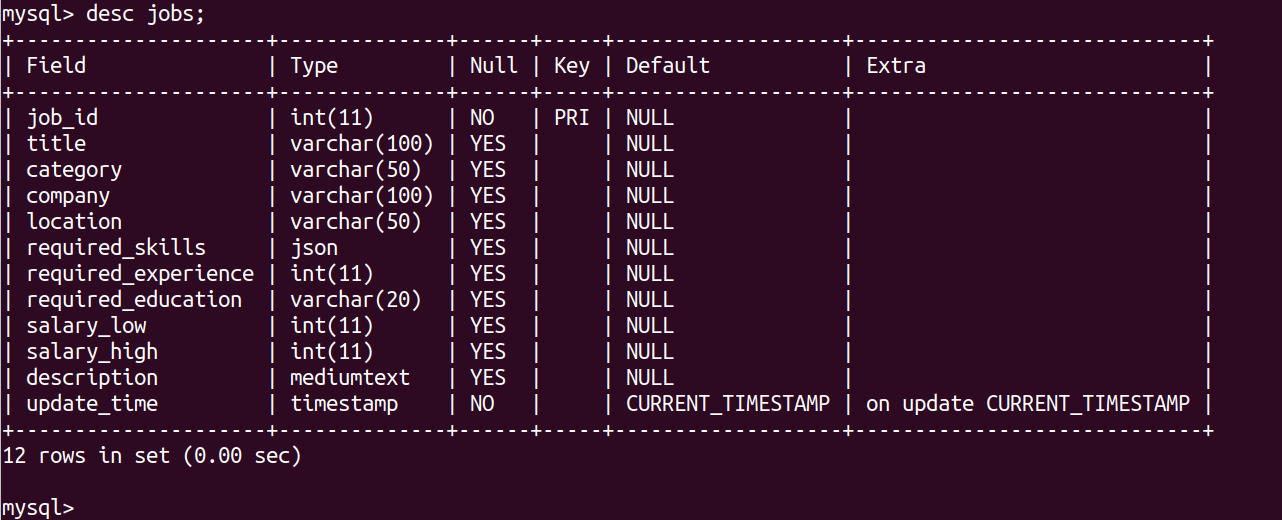 mysql> desc jobs;
+---------------------+--------------+------+-----+-------------------+-----------------------------+
| Field               | Type         | Null | Key | Default           | Extra                       |
+---------------------+--------------+------+-----+-------------------+-----------------------------+
| job_id              | int(11)      | NO   | PRI | NULL              |                             |
| title               | varchar(100) | YES  |     | NULL              |                             |
| category            | varchar(50)  | YES  |     | NULL              |                             |
| company             | varchar(100) | YES  |     | NULL              |                             |
| location            | varchar(50)  | YES  |     | NULL              |                             |
| required_skills     | json         | YES  |     | NULL              |                             |
| required_experience | int(11)      | YES  |     | NULL              |                             |
| required_education  | varchar(20)  | YES  |     | NULL              |                             |
| salary_low          | int(11)      | YES  |     | NULL              |                             |
| salary_high         | int(11)      | YES  |     | NULL              |                             |
| description         | mediumtext   | YES  |     | NULL              |                             |
| update_time         | timestamp    | NO   |     | CURRENT_TIMESTAMP | on update CURRENT_TIMESTAMP |
+---------------------+--------------+------+-----+-------------------+-----------------------------+
12 rows in set (0.00 sec)
mysql>